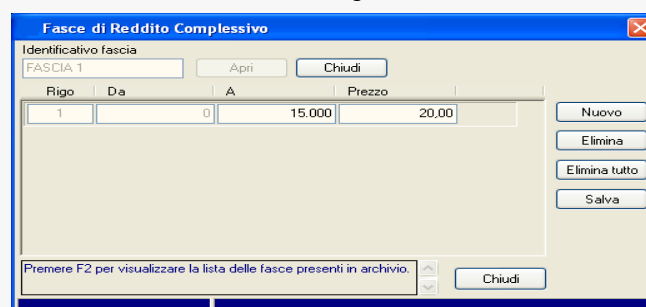 Fasce di Reddito Complessivo
Identificativo fascia
FASCIA 1 Apri Chiudi
Rigo Da A Prezzo
1 0 15.000 20,00
Nuovo
Elimina
Elimina tutto
Salva
Premere F2 per visualizzare la lista delle fasce presenti in archivio.
Chiudi